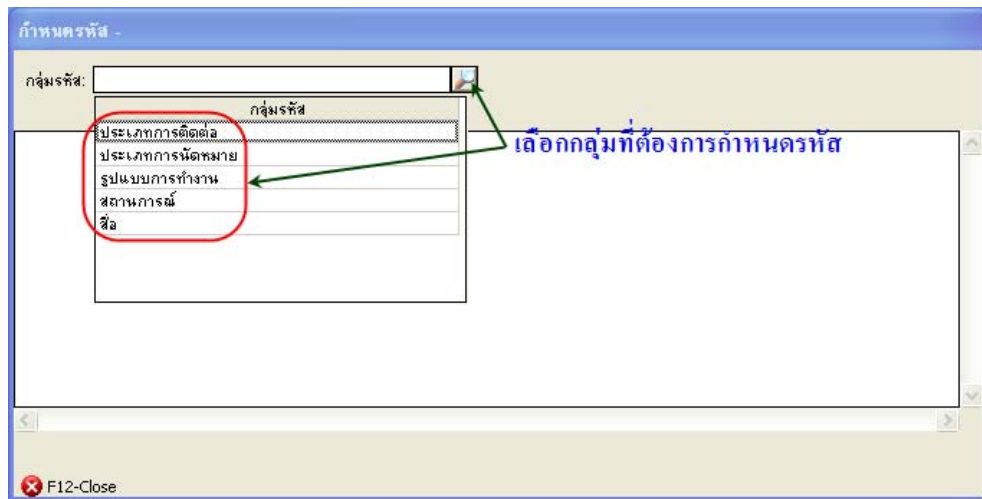 กำหนดรหัส -
กลุ่มรหัส:
กลุ่มรหัส
ประเภทการติดต่อ
ประเภทการนัดหมาย
รูปแบบการทำงาน
สถานการณ์
สื่อ
เลือกกลุ่มที่ต้องการกำหนดรหัส
F12-Close